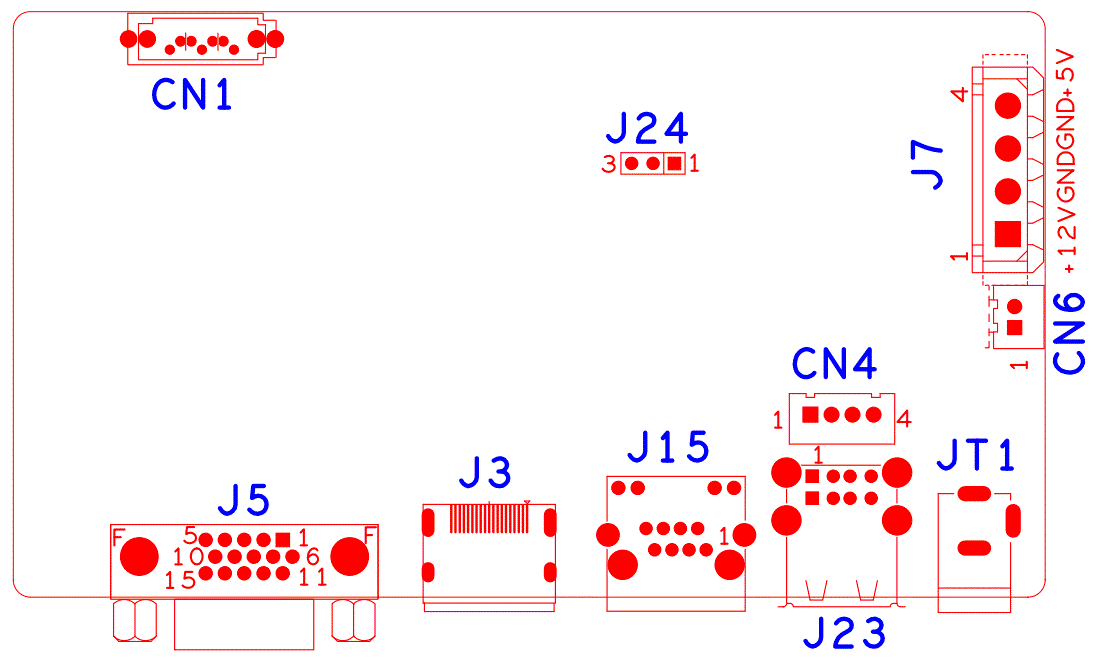 CN1
J24
3 1
J7
4
1
+12VGNDGND+5V
CN6
1
CN4
1 4
1
J15
1
J23
JT1
J3
J5
F F
5 1
10 6
15 11